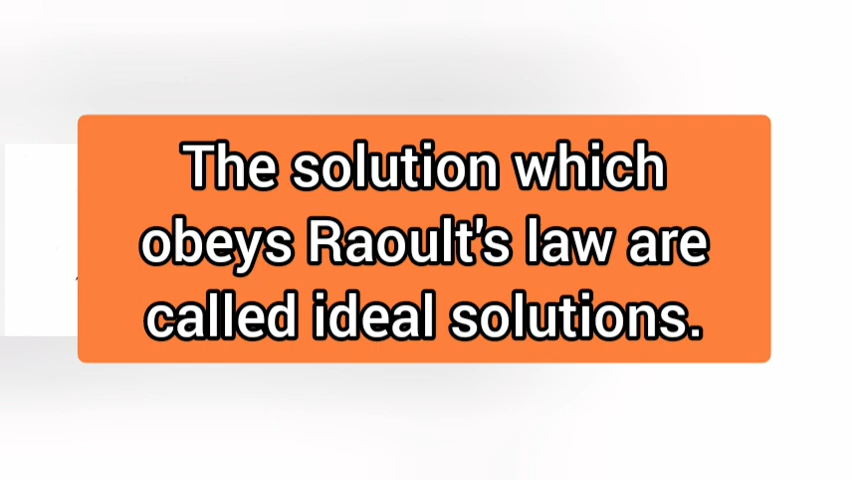 The solution which
obeys Raoult's law are
called ideal solutions.